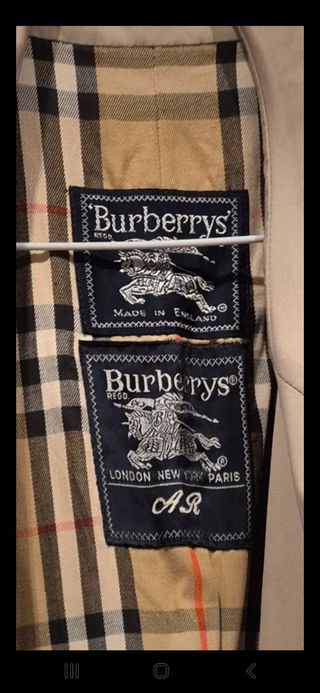 'Burberrys'
REGD.
MADE IN ENGLAND ®
Burberrys®
REGD.
LONDON NEW YORK PARIS
AR